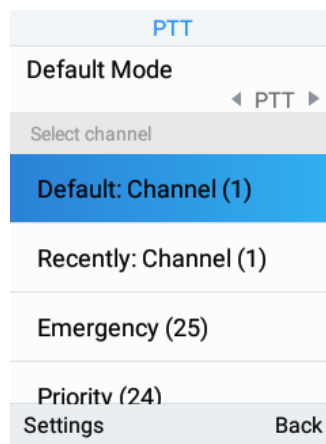 PTT
Default Mode
PTT
Select channel
Default: Channel (1)
Recently: Channel (1)
Emergency (25)
Priority (24)
Settings Back